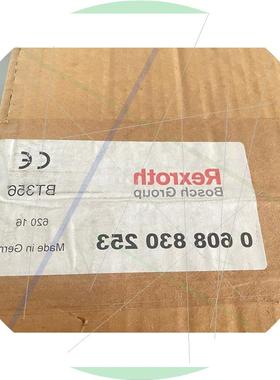 Rexroth
Bosch Group
0 608 830 253
CE
BT356
620 16
Made in Germ